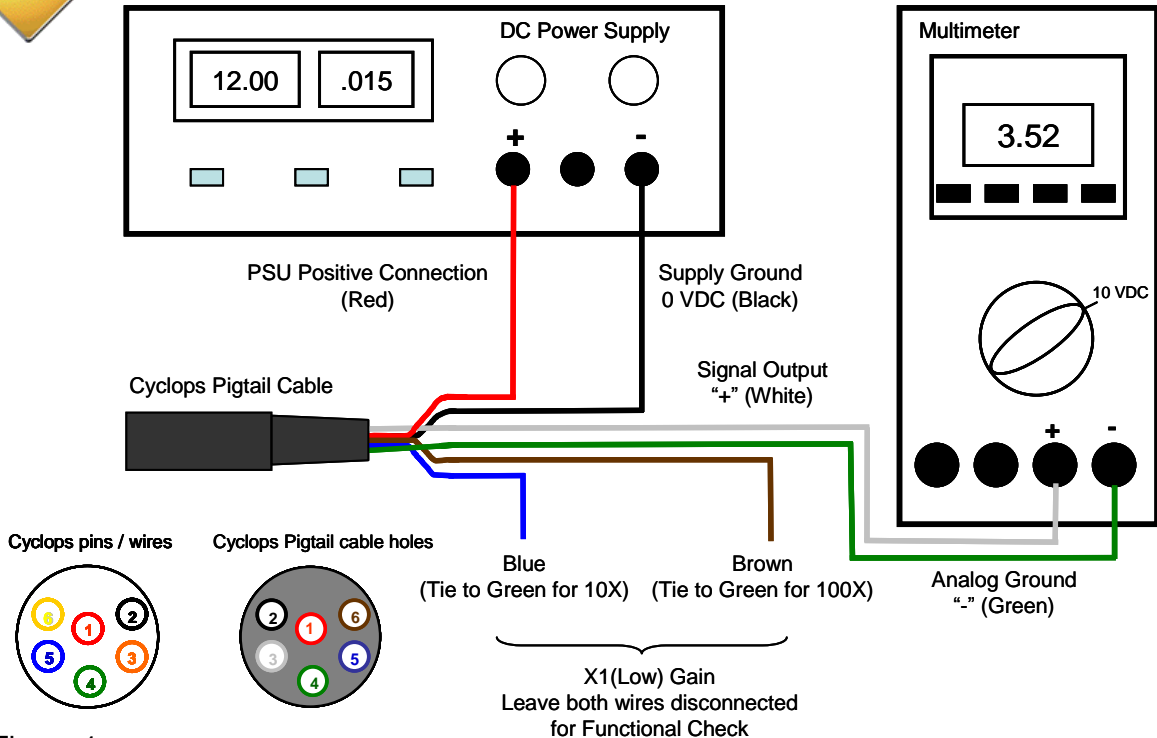 DC Power Supply
12.00
.015
+
-
Multimeter
3.52
10 VDC
+
-
PSU Positive Connection
(Red)
Supply Ground
0 VDC (Black)
Signal Output
“+” (White)
Cyclops Pigtail Cable
Blue
(Tie to Green for 10X)
Brown
(Tie to Green for 100X)
Analog Ground
“-” (Green)
X1(Low) Gain
Leave both wires disconnected
for Functional Check
Cyclops pins / wires
6
1
2
5
3
4
Cyclops Pigtail cable holes
2
1
6
3
5
4